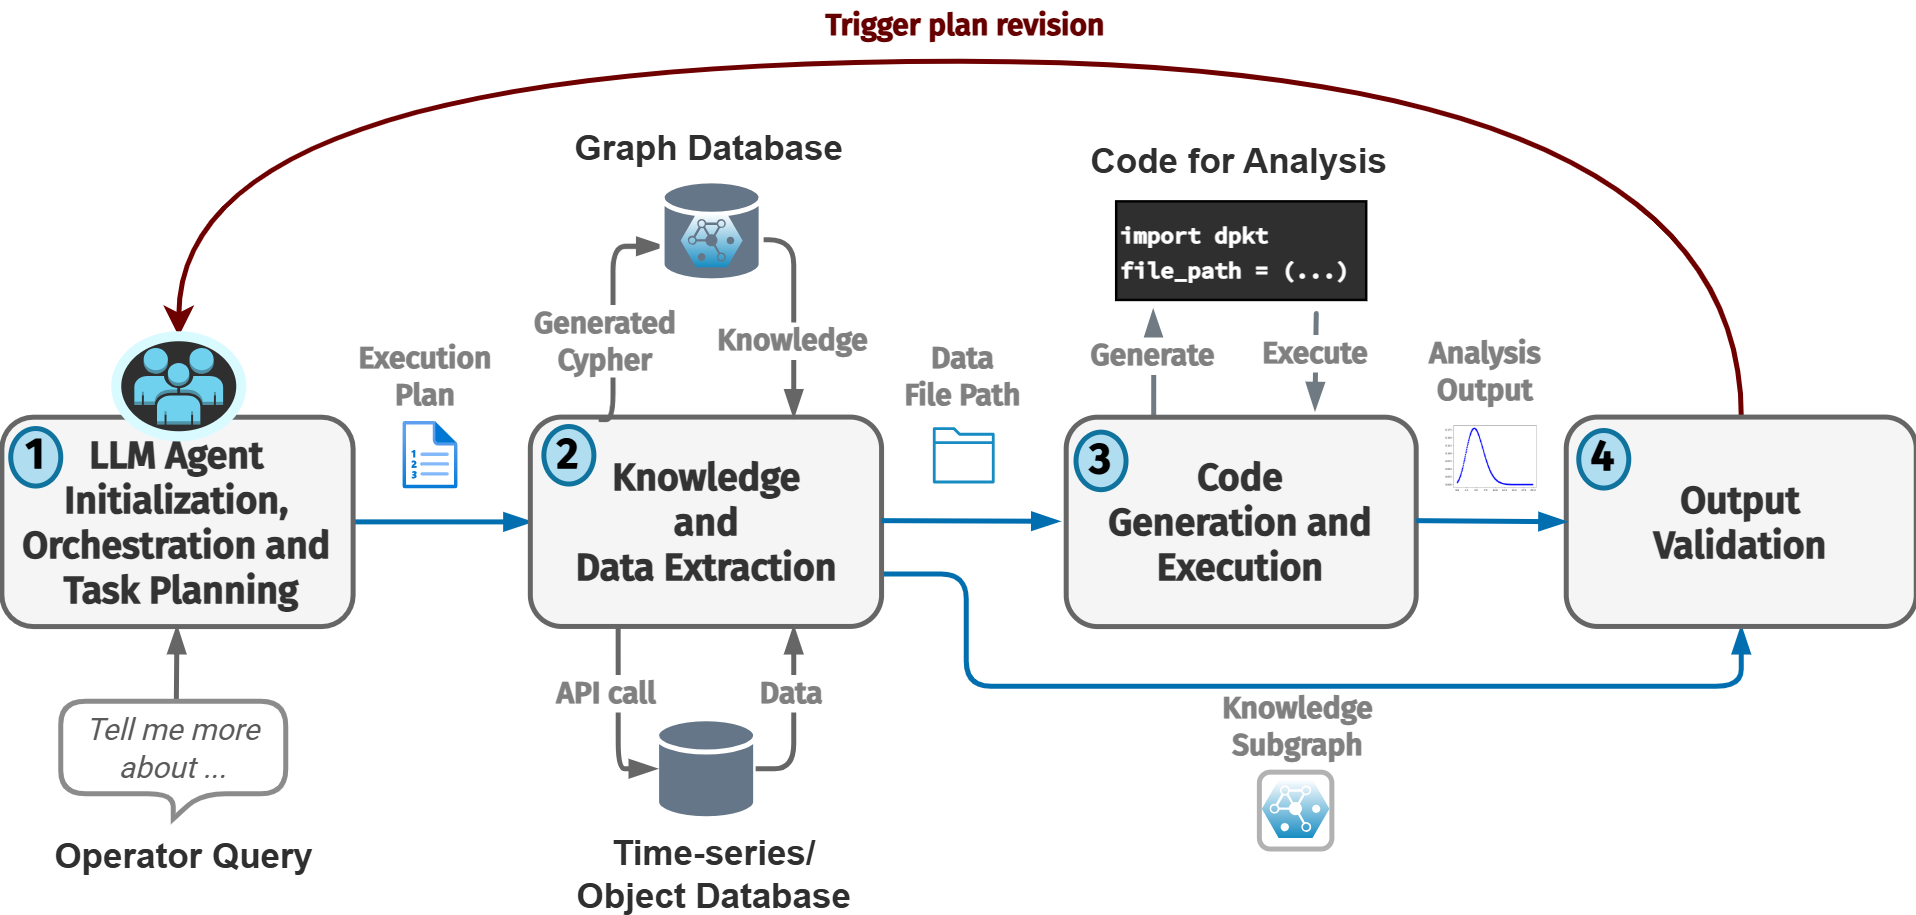 Trigger plan revision
Graph Database
Code for Analysis
import dpkt
file_path = (...)
Generated
Cypher
Knowledge
Execution
Plan
1
2
3
Data
File Path
Generate
Execute
Analysis
Output
1
LLM Agent
Initialization,
Orchestration and
Task Planning
2
Knowledge
and
Data Extraction
3
Code
Generation and
Execution
4
Output
Validation
API call
Data
Tell me more
about ...
Knowledge
Subgraph
Operator Query
Time-series/
Object Database